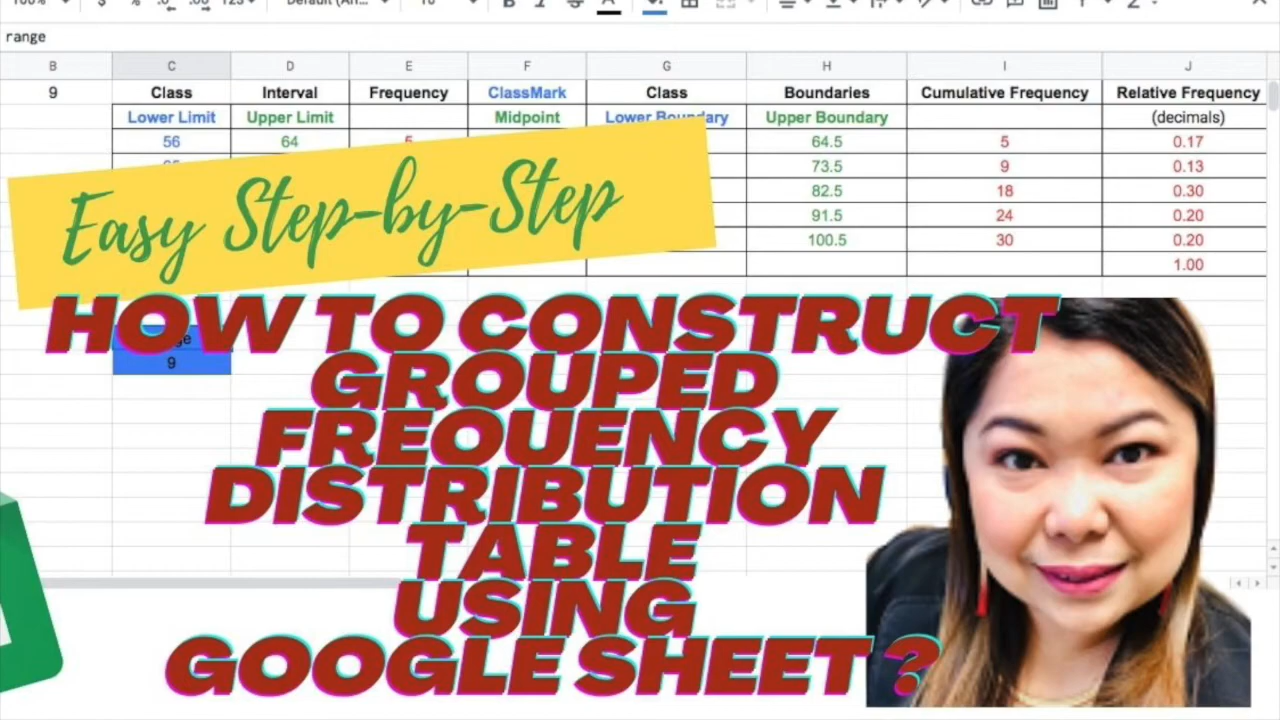 range
B C D E F G H I J
9 Class Interval Frequency ClassMark Class Boundaries Cumulative Frequency Relative Frequency
Lower Limit Upper Limit Midpoint Lower Boundary Upper Boundary (decimals)
56 64 5 64.5 5 0.17
73.5 9 0.13
82.5 18 0.30
91.5 24 0.20
100.5 30 0.20
1.00
Easy Step-by-Step
HOW TO CONSTRUCT
GROUPED
FREQUENCY
DISTRIBUTION
TABLE
USING
GOOGLE SHEET ?
9